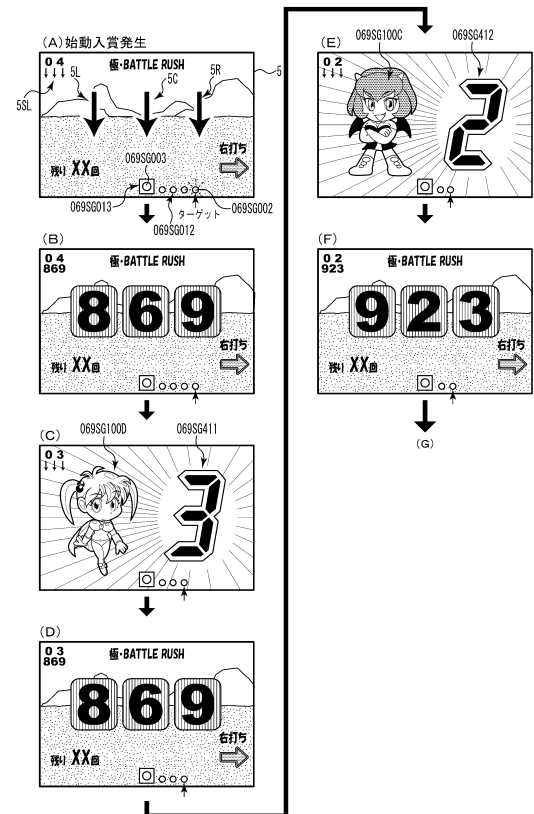 (A)始動入賞発生
0 4
↓↓↓
極・BATTLE RUSH
5L
5C
5R
5
5SL
右打ち
残り XX回
069SG003
069SG013
069SG012
ターゲット
069SG002
(B)
0 4
869
極・BATTLE RUSH
8 6 9
右打ち
残り XX回
(C)
069SG100D
069SG411
0 3
↓↓↓
3
(D)
0 3
869
極・BATTLE RUSH
8 6 9
右打ち
残り XX回
(E)
069SG100C
069SG412
0 2
↓↓↓
2
(F)
0 2
923
極・BATTLE RUSH
9 2 3
右打ち
残り XX回
(G)